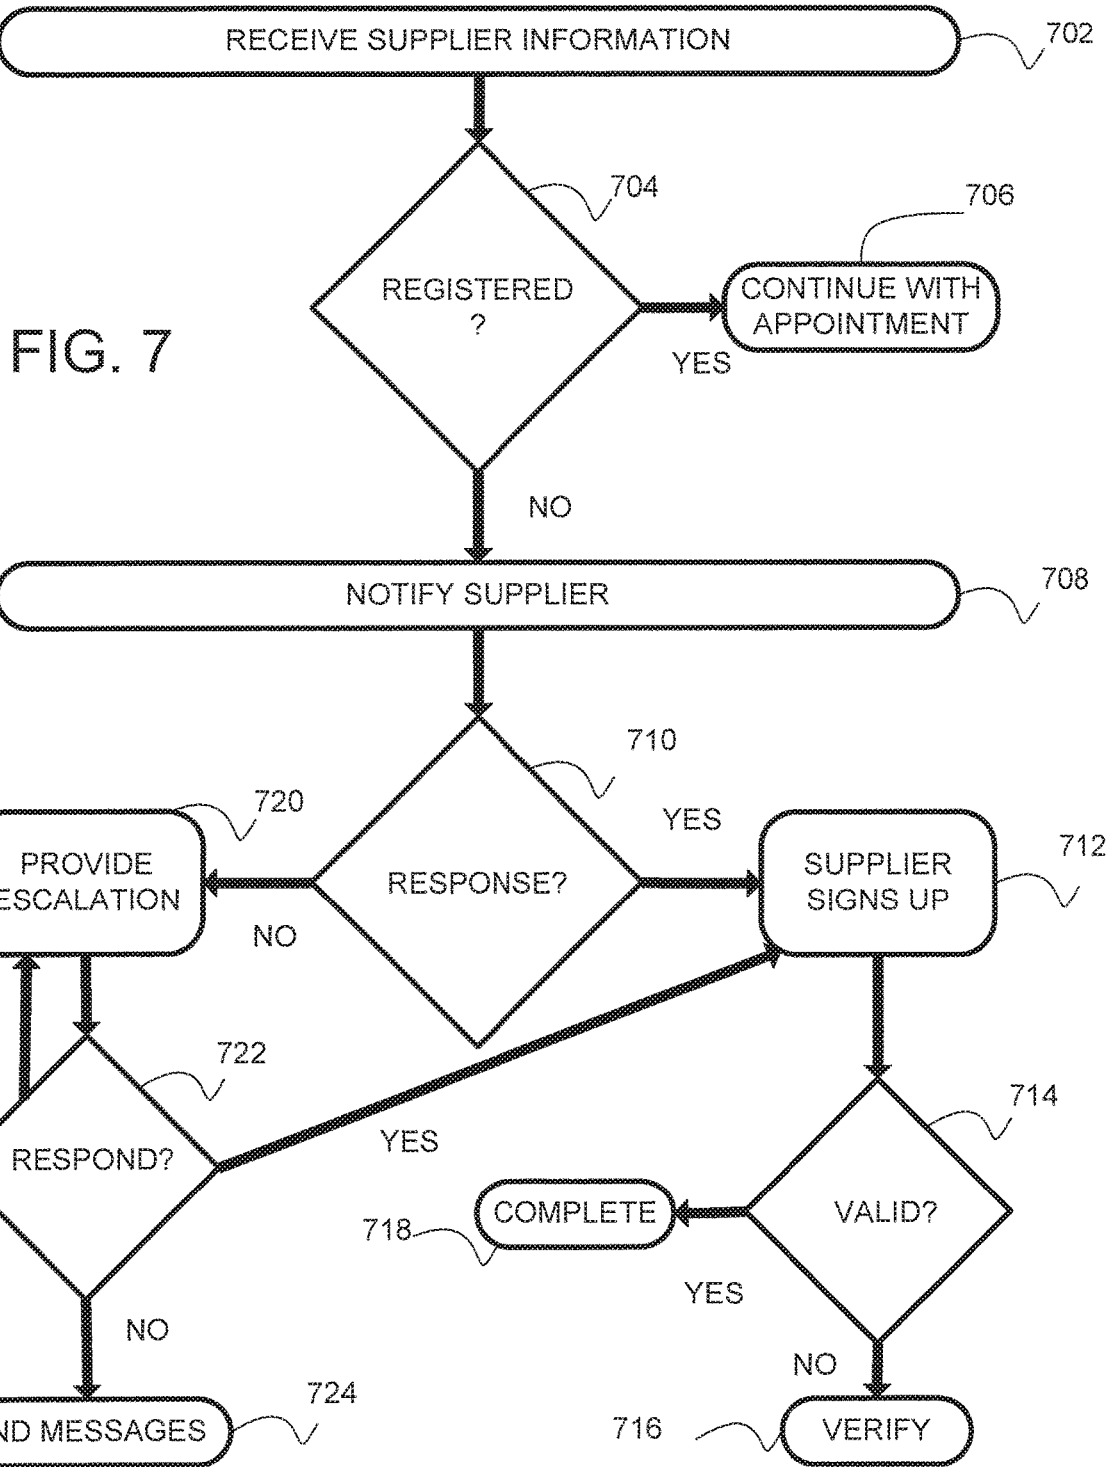 RECEIVE SUPPLIER INFORMATION
702
704
706
REGISTERED
?
CONTINUE WITH
APPOINTMENT
FIG. 7
YES
NO
NOTIFY SUPPLIER
708
710
720
YES
712
PROVIDE
ESCALATION
RESPONSE?
SUPPLIER
SIGNS UP
NO
722
714
YES
RESPOND?
COMPLETE
VALID?
718
YES
NO
NO
724
MESSAGES
716
VERIFY